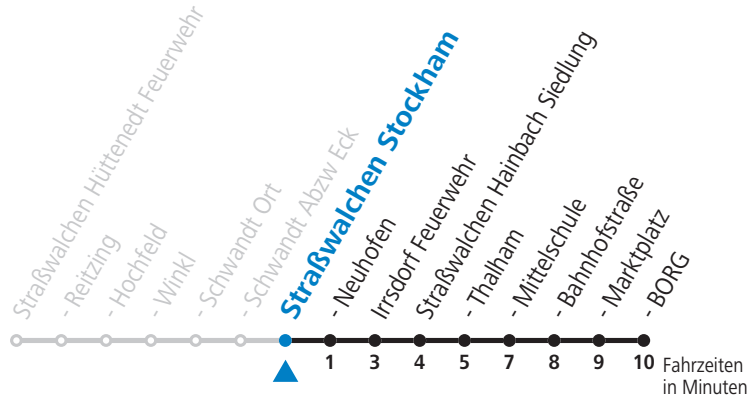 Straßwalchen Hüttenedt Feuerwehr
- Reitzing
- Hochfeld
- Winkl
- Schwandt Ort
- Schwandt Abzw Eck
Straßwalchen Stockham
- Neuhofen
Irrsdorf Feuerwehr
Straßwalchen Hainbach Siedlung
- Thalham
- Mittelschule
- Bahnhofstraße
- Marktplatz
- BORG
1 3 4 5 7 8 9 10 Fahrzeiten
in Minuten